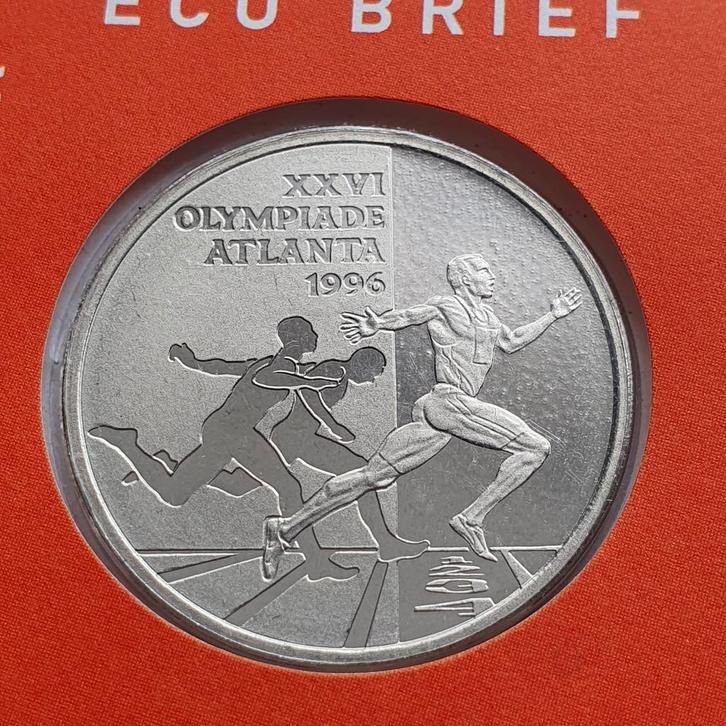 ECU BRIEF
XXVI
OLYMPIADE
ATLANTA
1996